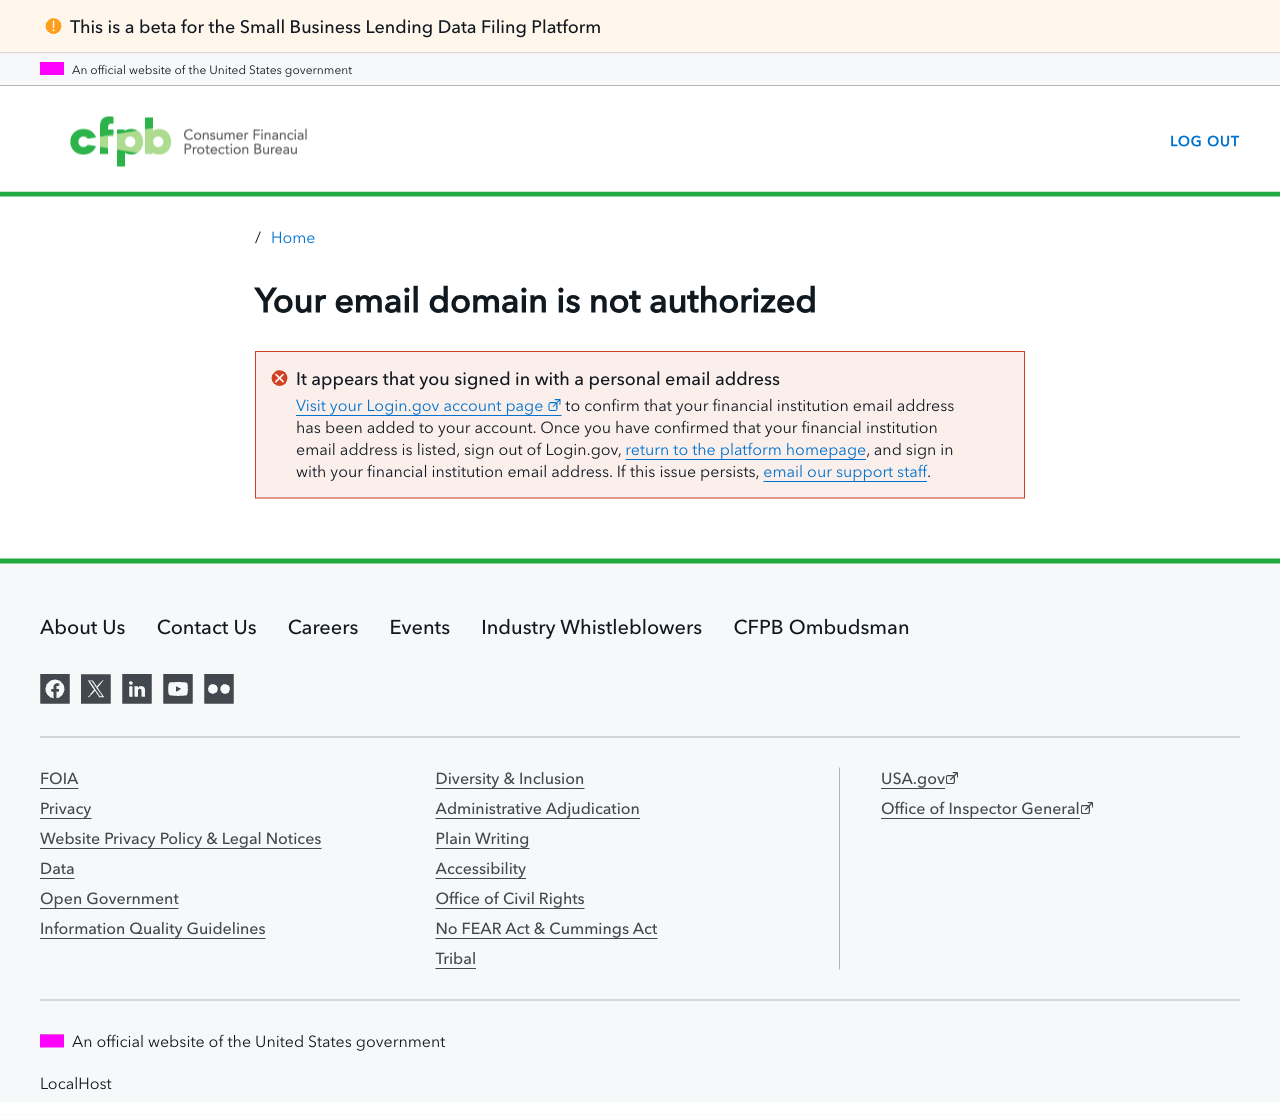 This is a beta for the Small Business Lending Data Filing Platform
An official website of the United States government
cfpb Consumer Financial
Protection Bureau
LOG OUT
/ Home
Your email domain is not authorized
It appears that you signed in with a personal email address
Visit your Login.gov account page to confirm that your financial institution email address
has been added to your account. Once you have confirmed that your financial institution
email address is listed, sign out of Login.gov, return to the platform homepage, and sign in
with your financial institution email address. If this issue persists, email our support staff.
About Us Contact Us Careers Events Industry Whistleblowers CFPB Ombudsman
FOIA
Privacy
Website Privacy Policy & Legal Notices
Data
Open Government
Information Quality Guidelines
Diversity & Inclusion
Administrative Adjudication
Plain Writing
Accessibility
Office of Civil Rights
No FEAR Act & Cummings Act
Tribal
USA.gov
Office of Inspector General
An official website of the United States government
LocalHost